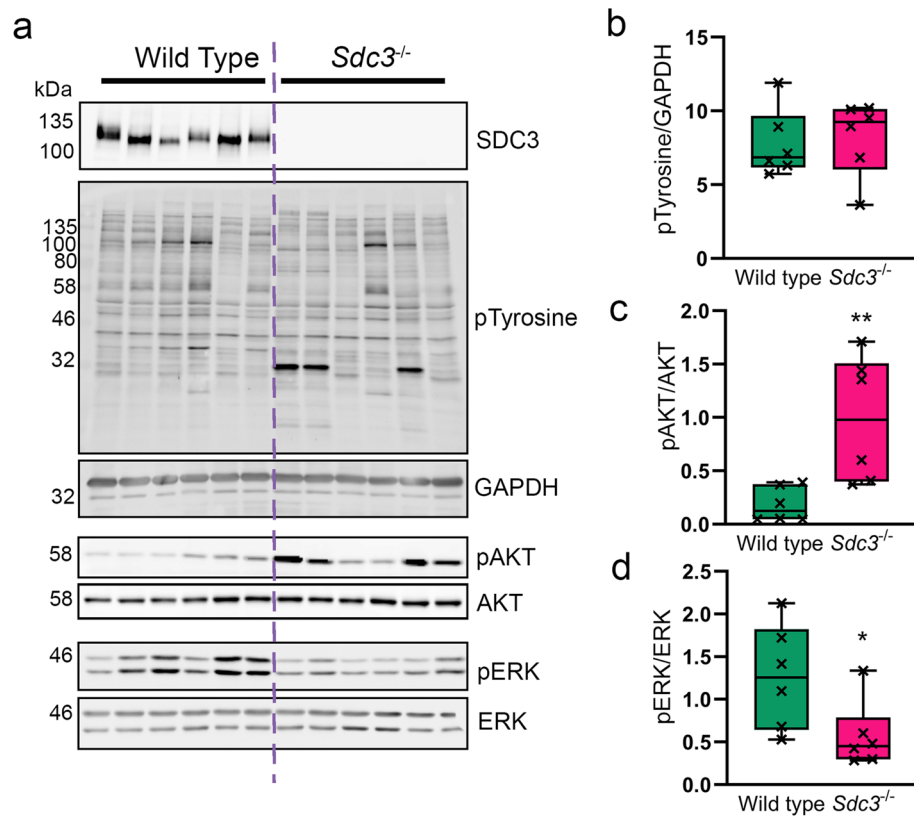 a
Wild Type Sdc3-/-
kDa
135
100
SDC3
135
100
80
58
46
32
pTyrosine
32
GAPDH
58
pAKT
58
AKT
46
pERK
46
ERK
b
pTyrosine/GAPDH
15
10
5
0
Wild type Sdc3-/-
c
pAKT/AKT
2.0
1.5
1.0
0.5
0.0
**
Wild type Sdc3-/-
d
pERK/ERK
2.5
2.0
1.5
1.0
0.5
0.0
*
Wild type Sdc3-/-